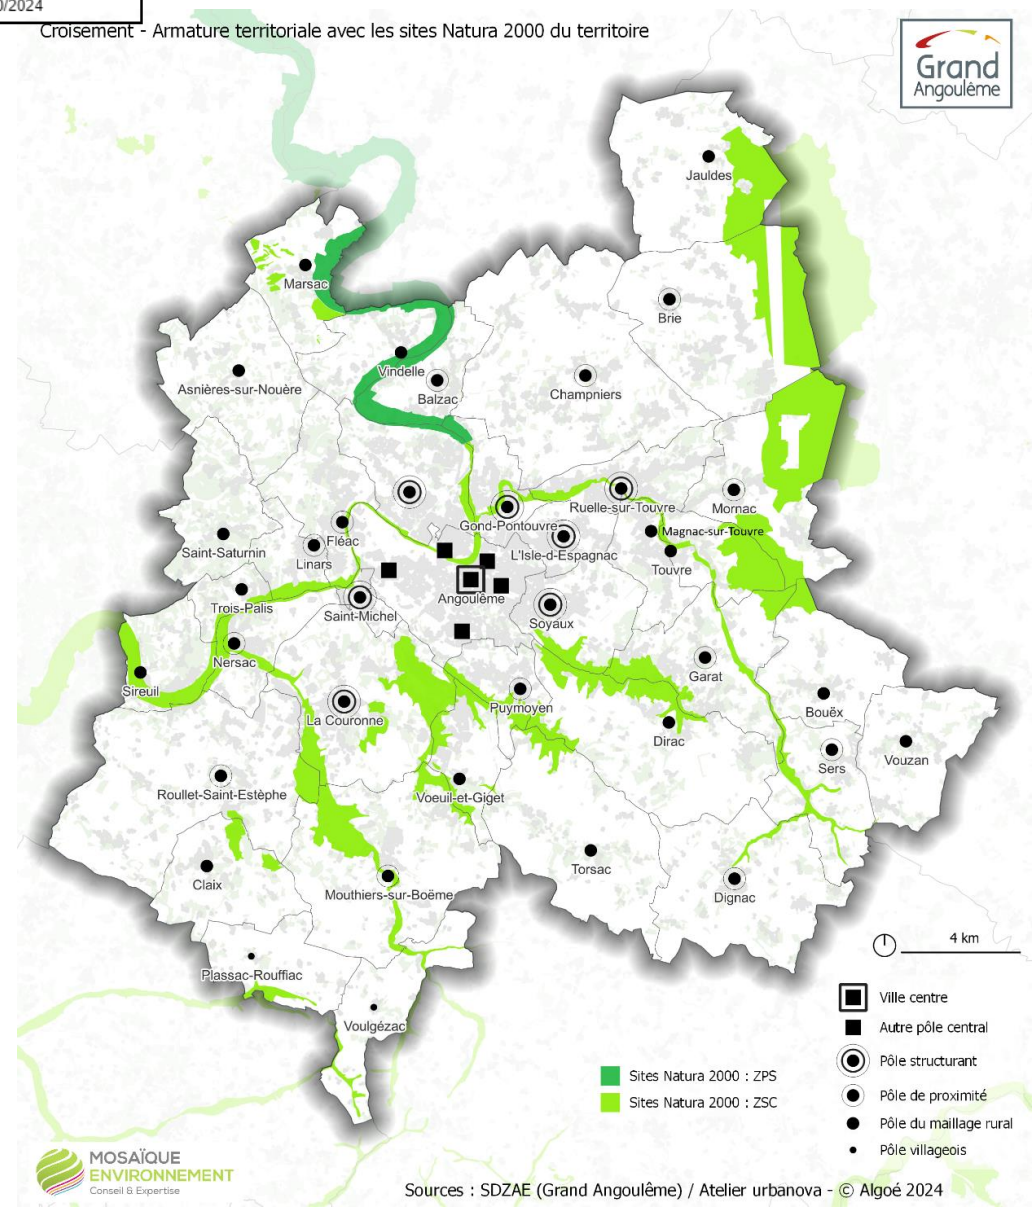 0/2024
Croisement - Armature territoriale avec les sites Natura 2000 du territoire
Grand
Angoulême
Jauldes
Marsac
Brie
Vindelle
Asnières-sur-Nouère
Balzac
Champniers
Ruelle-sur-Touvre
Mornac
Gond-Pontouvre
Magnac-sur-Touvre
Fléac
Saint-Saturnin
L'Isle-d-Espagnac
Linars
Touvre
Angoulême
Trois-Palis
Saint-Michel
Soyaux
Nersac
Garat
Sireuil
Puymoyen
Bouëx
La Couronne
Dirac
Vouzan
Sers
Roullet-Saint-Estèphe
Voeuil-et-Giget
Torsac
Claix
Mouthiers-sur-Boëme
Dignac
4 km
Plassac-Rouffiac
Voulgézac
Ville centre
Autre pôle central
Pôle structurant
Pôle de proximité
Pôle du maillage rural
Pôle villageois
Sites Natura 2000 : ZPS
Sites Natura 2000 : ZSC
MOSAÏQUE
ENVIRONNEMENT
Conseil & Expertise
Sources : SDZAE (Grand Angoulême) / Atelier urbanova - © Algoé 2024